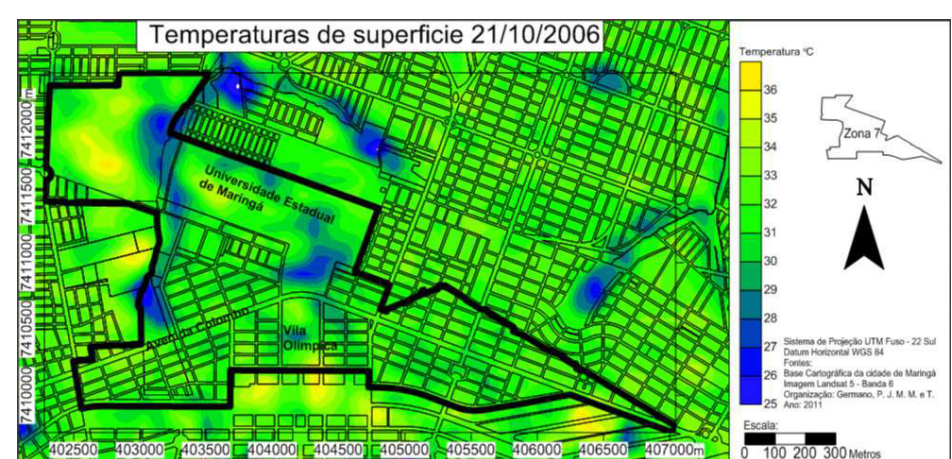 Temperaturas de superficie 21/10/2006
Temperatura °C
36
35
34
33
32
31
30
29
28
27
26
25
Zona 7
N
Universidade Estadual
de Maringá
Avenida Colombo
Vila
Olímpica
7412000m
7411500
7411000
7410500
7410000
402500
403000
403500
404000
404500
405000
405500
406000
406500
407000m
Sistema de Projeção UTM Fuso - 22 Sul
Datum Horizontal WGS 84
Fontes:
Base Cartográfica da cidade de Maringá
Imagem Landsat 5 - Banda 6
Organização: Germano, P. J. M. M. e T.
Ano: 2011
Escala:
0 100 200 300 Metros